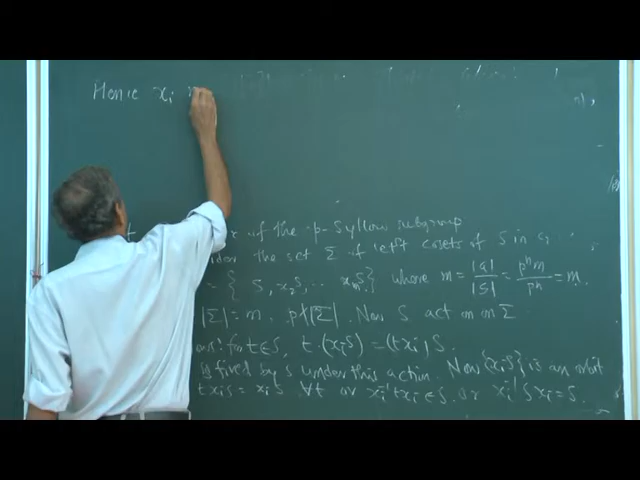 Hence xᵢ
of the p-Syllow subgroup
the set Σ of left cosets of S in G
= { S, x₂S, ... xₘS } where m = |G|/|S| = pⁿm/pⁿ = m.
|Σ| = m. p∤|Σ|. Now S act on Σ
for t∈S, t·(xᵢS) = (txᵢ)S.
is fixed by S under this action. Now {xᵢS} is an orbit
txᵢS = xᵢS ∀t or xᵢ⁻¹txᵢ∈S. or xᵢ⁻¹Sxᵢ=S.